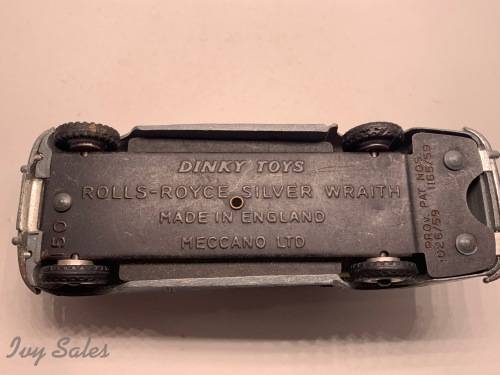 DINKY TOYS
ROLLS-ROYCE SILVER WRAITH
MADE IN ENGLAND
MECCANO LTD
150
PROV. PAT. NOS.
026/59 1165/59
Ivy Sales